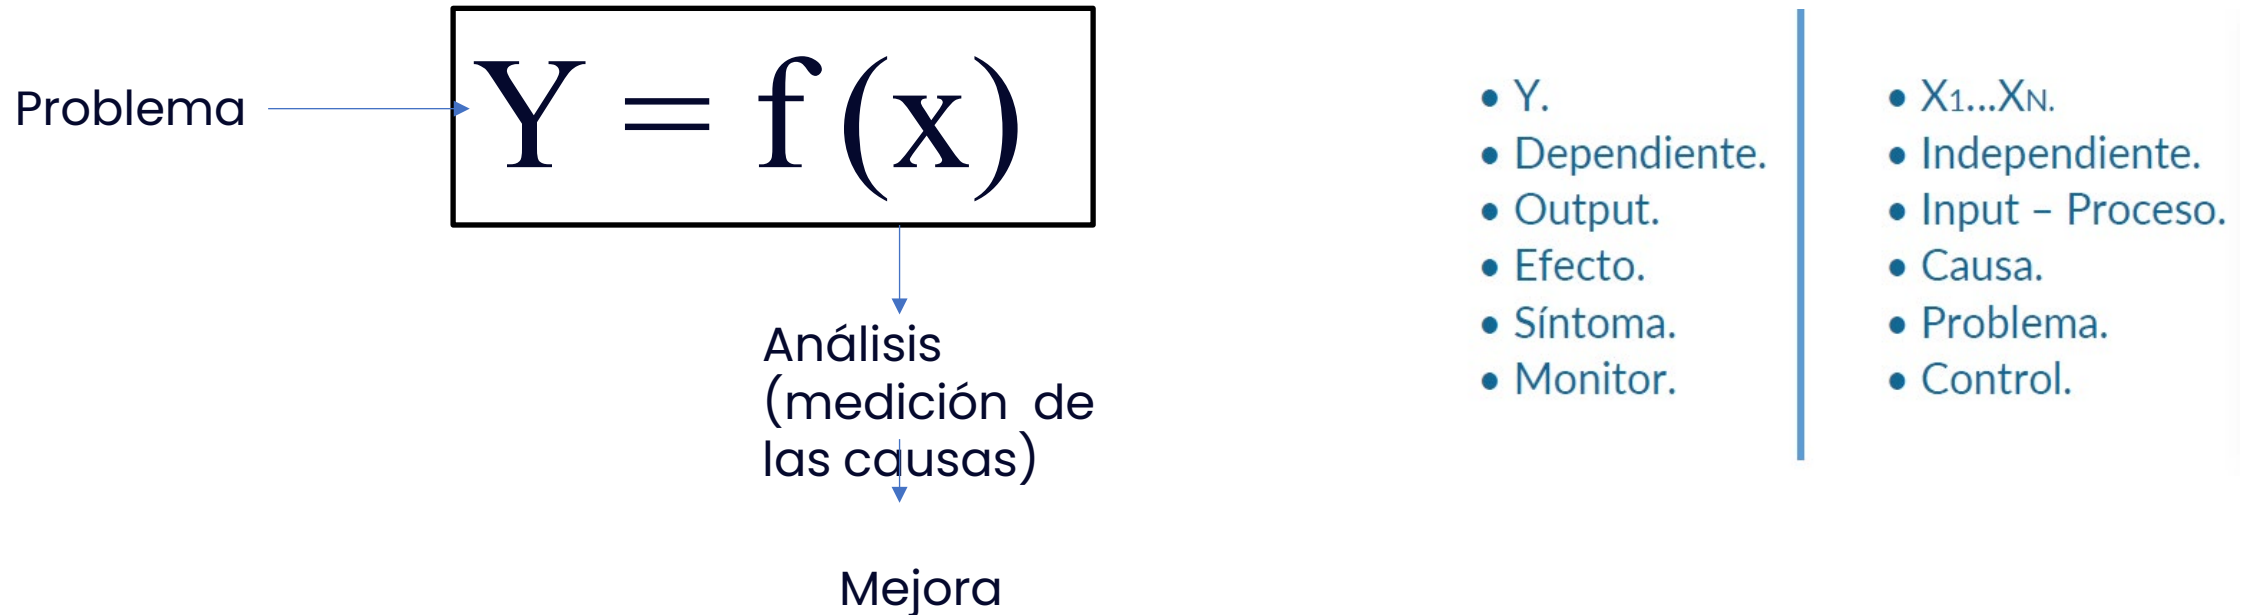 Problema
Y = f (x)
Análisis
(medición de
las causas)
Mejora
• Y.
• Dependiente.
• Output.
• Efecto.
• Síntoma.
• Monitor.
• X1...XN.
• Independiente.
• Input – Proceso.
• Causa.
• Problema.
• Control.